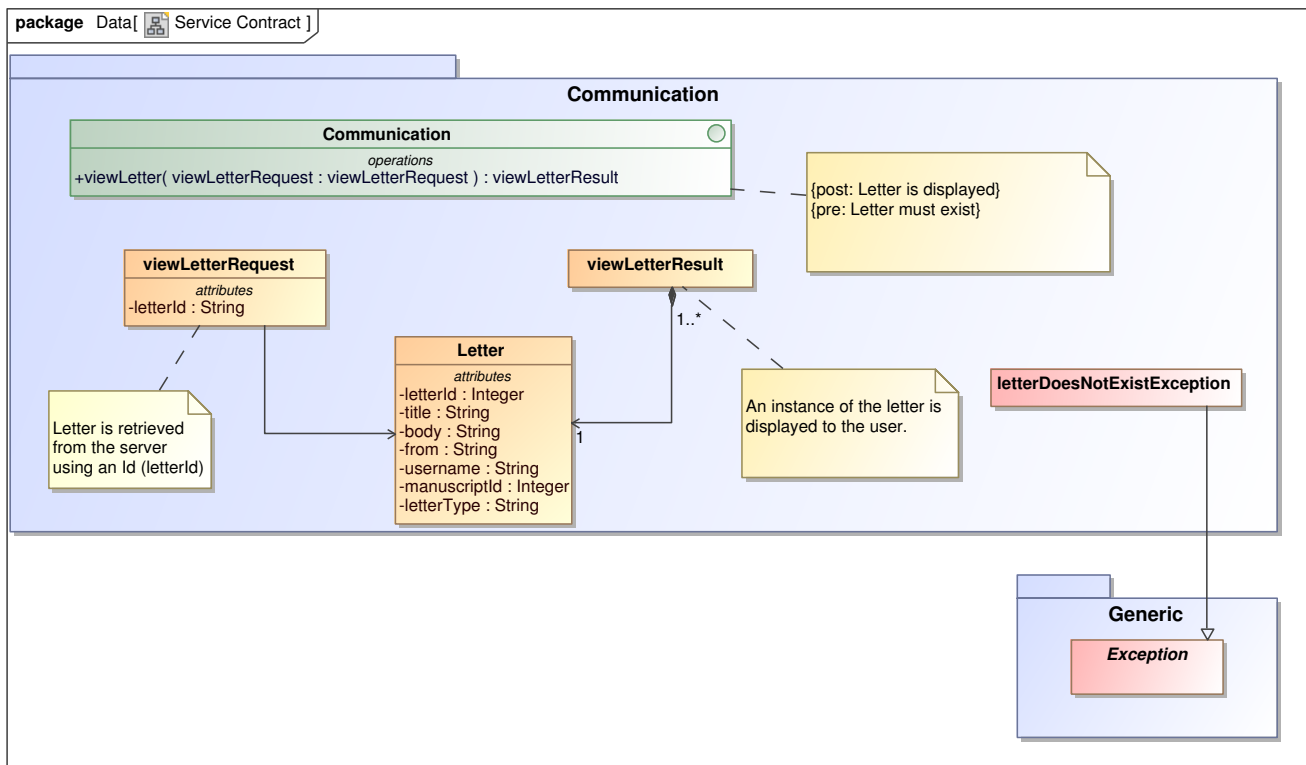 package Data[ Service Contract ]
Communication
Communication
operations
+viewLetter( viewLetterRequest : viewLetterRequest ) : viewLetterResult
{post: Letter is displayed}
{pre: Letter must exist}
viewLetterRequest
attributes
-letterId : String
viewLetterResult
1..*
Letter
attributes
-letterId : Integer
-title : String
-body : String
-from : String
-username : String
-manuscriptId : Integer
-letterType : String
1
Letter is retrieved
from the server
using an Id (letterId)
An instance of the letter is
displayed to the user.
letterDoesNotExistException
Generic
Exception